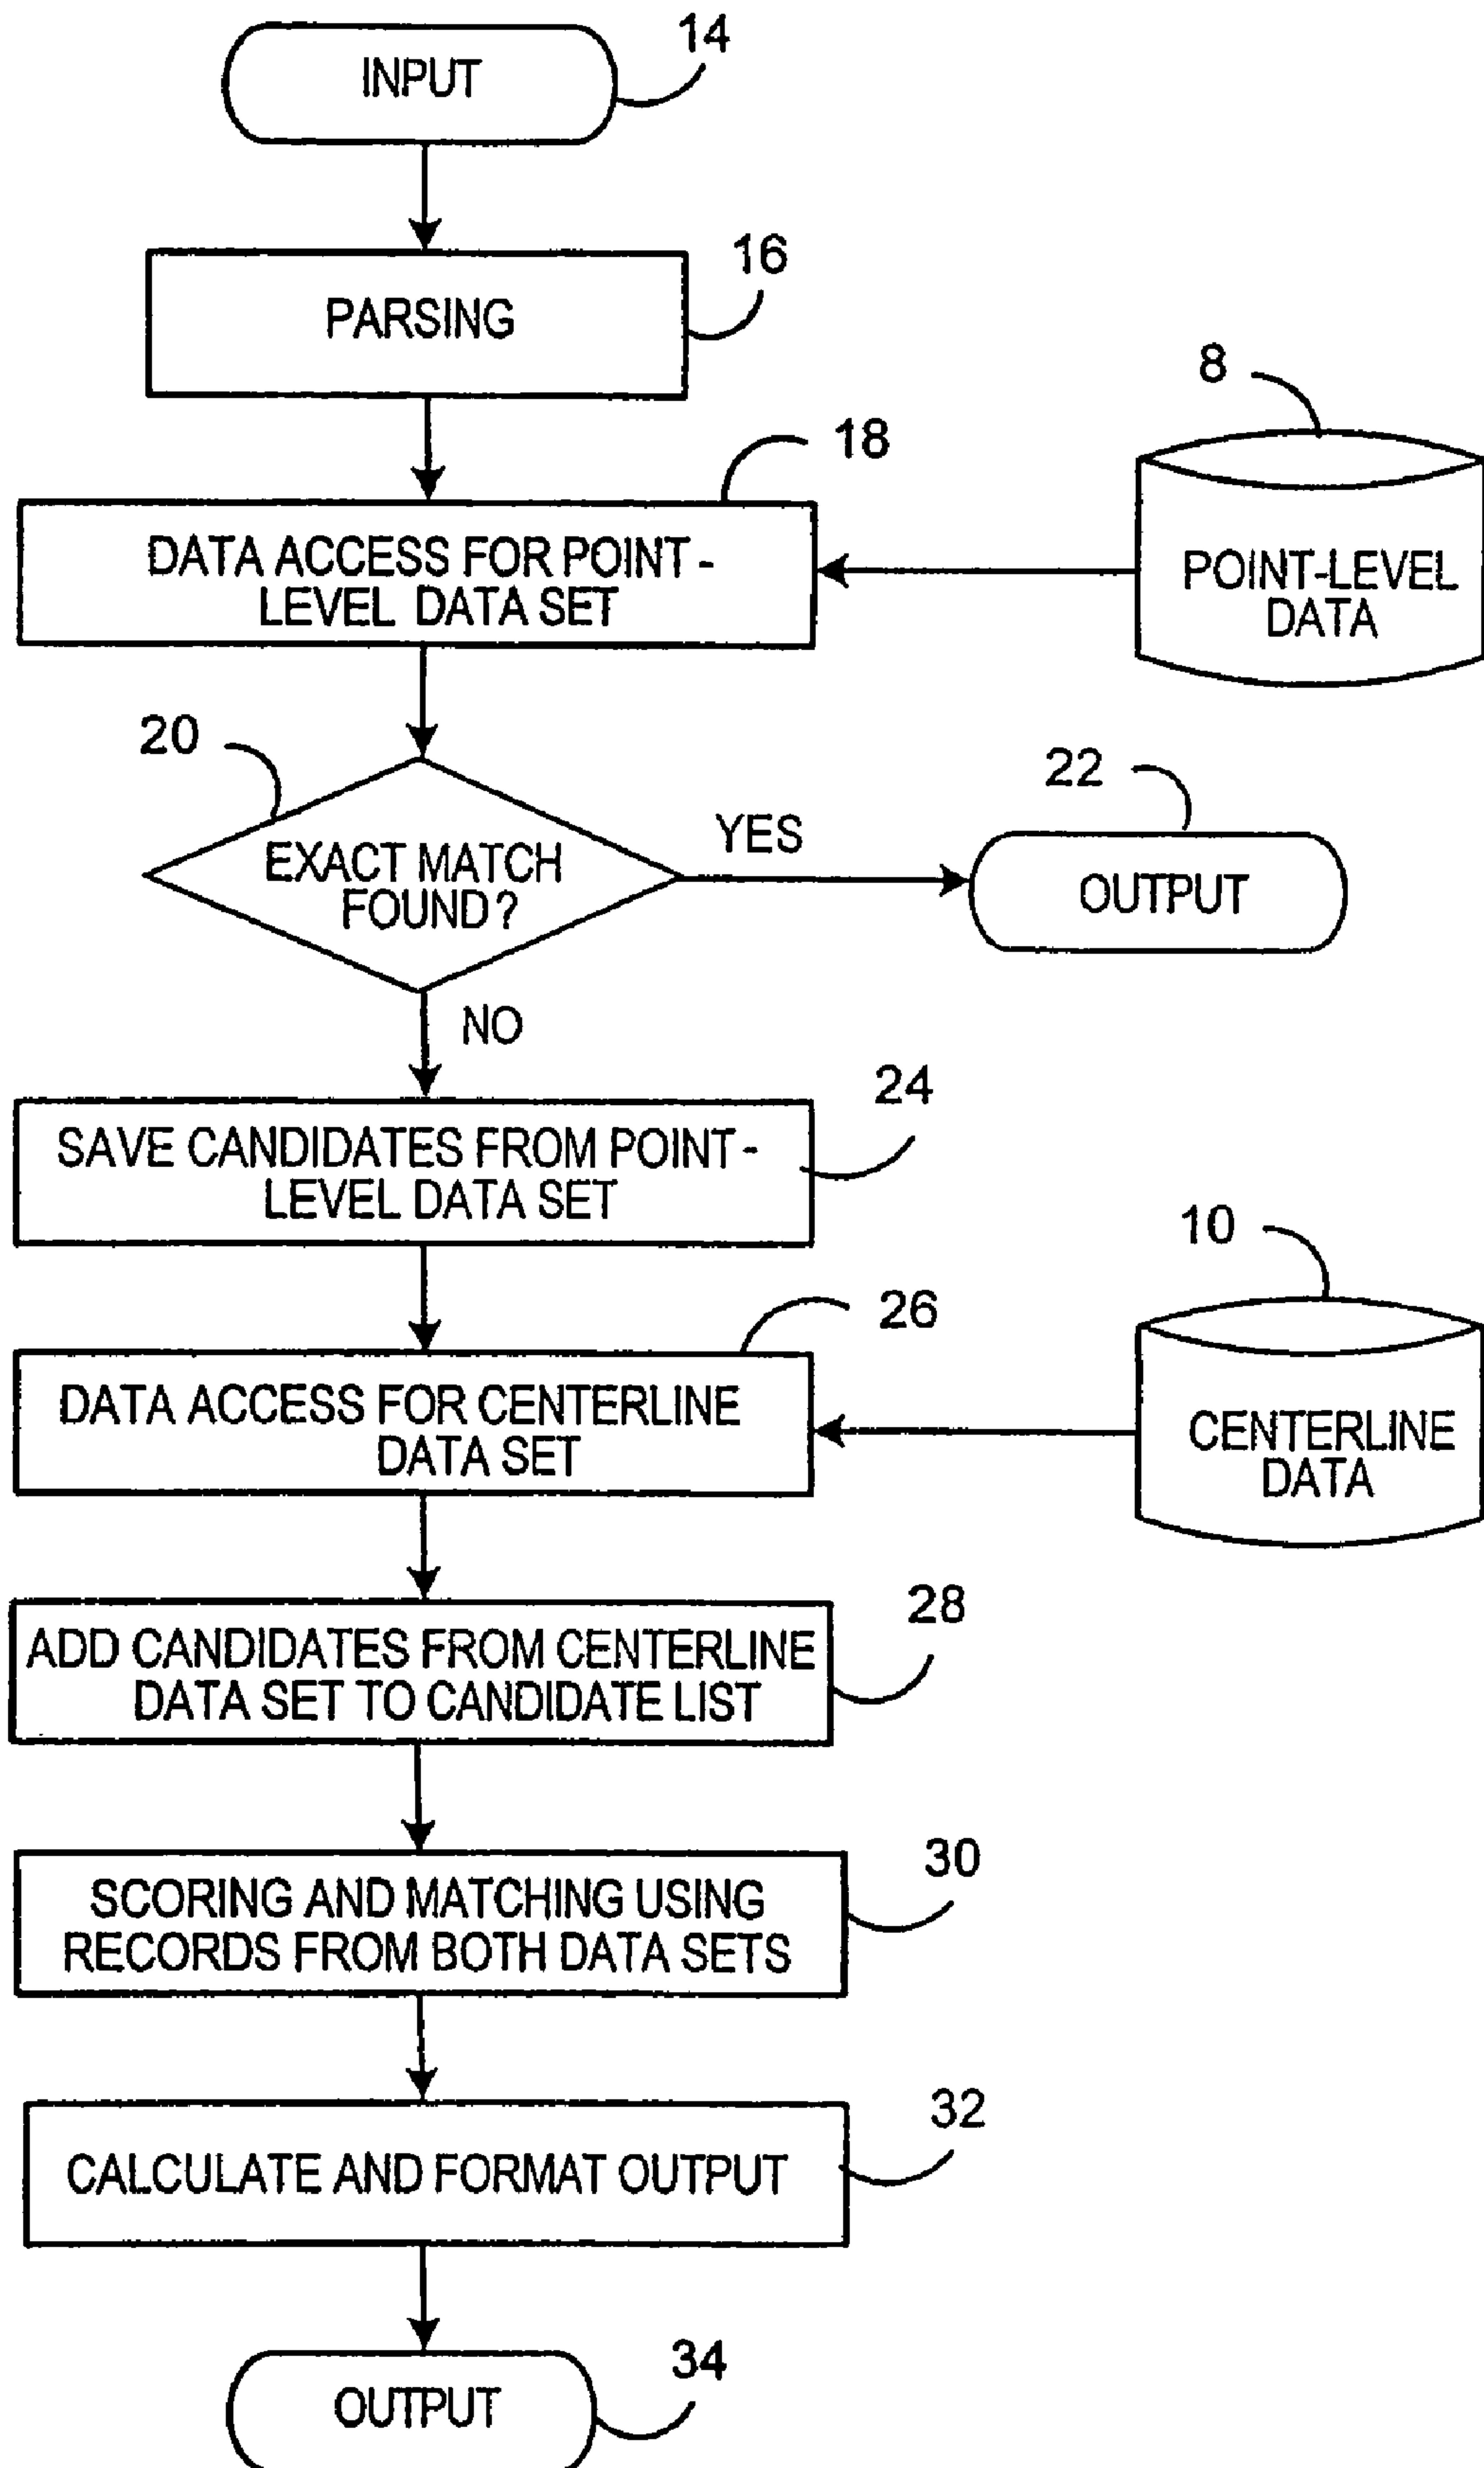 14
INPUT
16
PARSING
8
18
DATA ACCESS FOR POINT-
LEVEL DATA SET
POINT-LEVEL
DATA
20
22
EXACT MATCH
FOUND?
YES
OUTPUT
NO
24
SAVE CANDIDATES FROM POINT-
LEVEL DATA SET
10
26
DATA ACCESS FOR CENTERLINE
DATA SET
CENTERLINE
DATA
28
ADD CANDIDATES FROM CENTERLINE
DATA SET TO CANDIDATE LIST
30
SCORING AND MATCHING USING
RECORDS FROM BOTH DATA SETS
32
CALCULATE AND FORMAT OUTPUT
34
OUTPUT